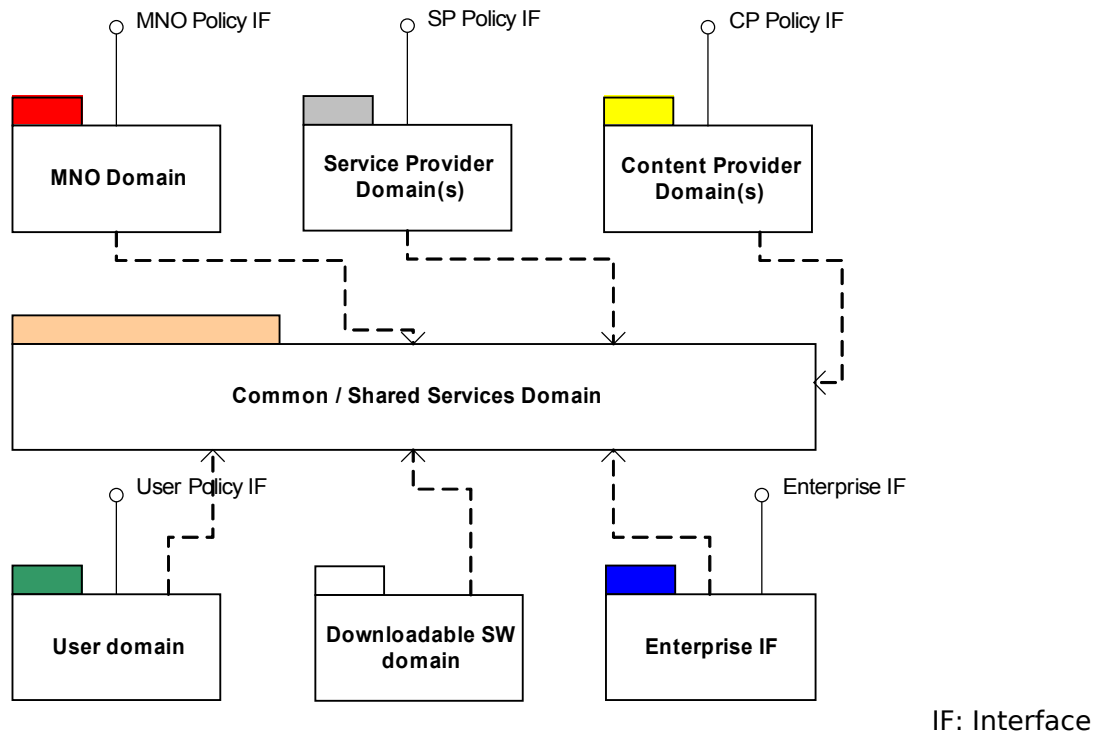 MNO Policy IF
SP Policy IF
CP Policy IF
MNO Domain
Service Provider
Domain(s)
Content Provider
Domain(s)
Common / Shared Services Domain
User Policy IF
Enterprise IF
User domain
Downloadable SW
domain
Enterprise IF
IF: Interface